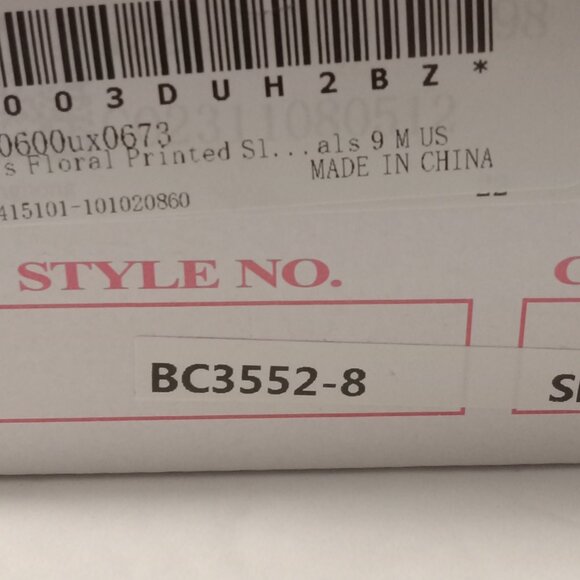 003DUH2BZ*
0600ux0673
s Floral Printed Sl...als 9 M US
MADE IN CHINA
415101-101020860
STYLE NO.
BC3552-8